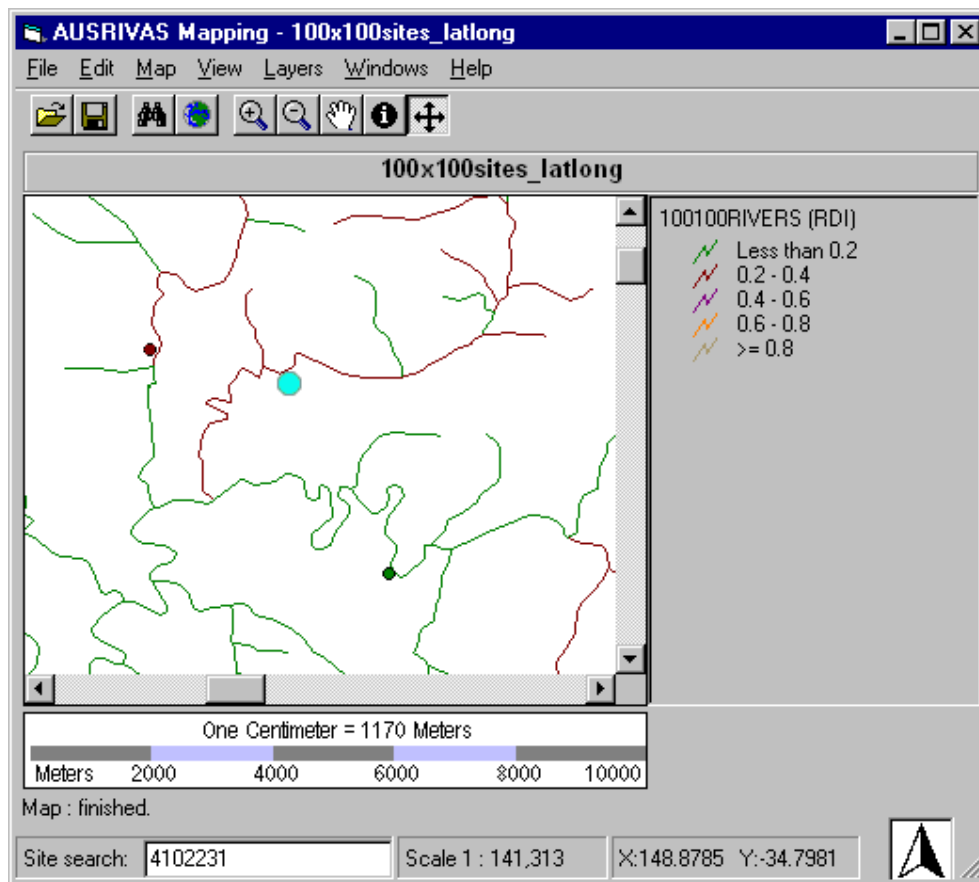 AUSRIVAS Mapping - 100x100sites_latlong
File Edit Map View Layers Windows Help
100x100sites_latlong
100100RIVERS (RDI)
Less than 0.2
0.2 - 0.4
0.4 - 0.6
0.6 - 0.8
>= 0.8
One Centimeter = 1170 Meters
Meters 2000 4000 6000 8000 10000
Map : finished.
Site search: 4102231 Scale 1 : 141,313 X:148.8785 Y:-34.7981